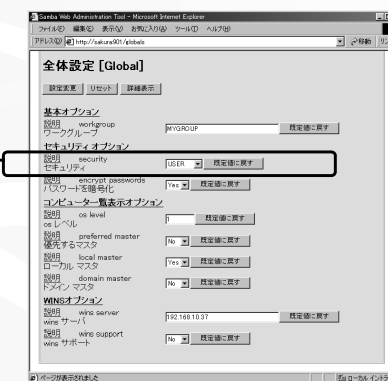 Samba Web Administration Tool - Microsoft Internet Explorer
ファイル(F) 編集(E) 表示(V) お気に入り(A) ツール(T) ヘルプ(H)
アドレス(D) http://sakura:901/globals 移動
全体設定 [Global]
設定変更 リセット 詳細表示
基本オプション
説明 workgroup
ワークグループ MYGROUP 既定値に戻す
セキュリティ オプション
説明 security
セキュリティ USER 既定値に戻す
説明 encrypt passwords
パスワードを暗号化 Yes 既定値に戻す
コンピューター覧表示オプション
説明 os level
os レベル 1 既定値に戻す
説明 preferred master
優先するマスタ No 既定値に戻す
説明 local master
ローカル マスタ Yes 既定値に戻す
説明 domain master
ドメイン マスタ No 既定値に戻す
WINSオプション
説明 wins server
wins サーバ 192.168.10.37 既定値に戻す
説明 wins support
wins サポート No 既定値に戻す
ページが表示されました ローカル イントラ